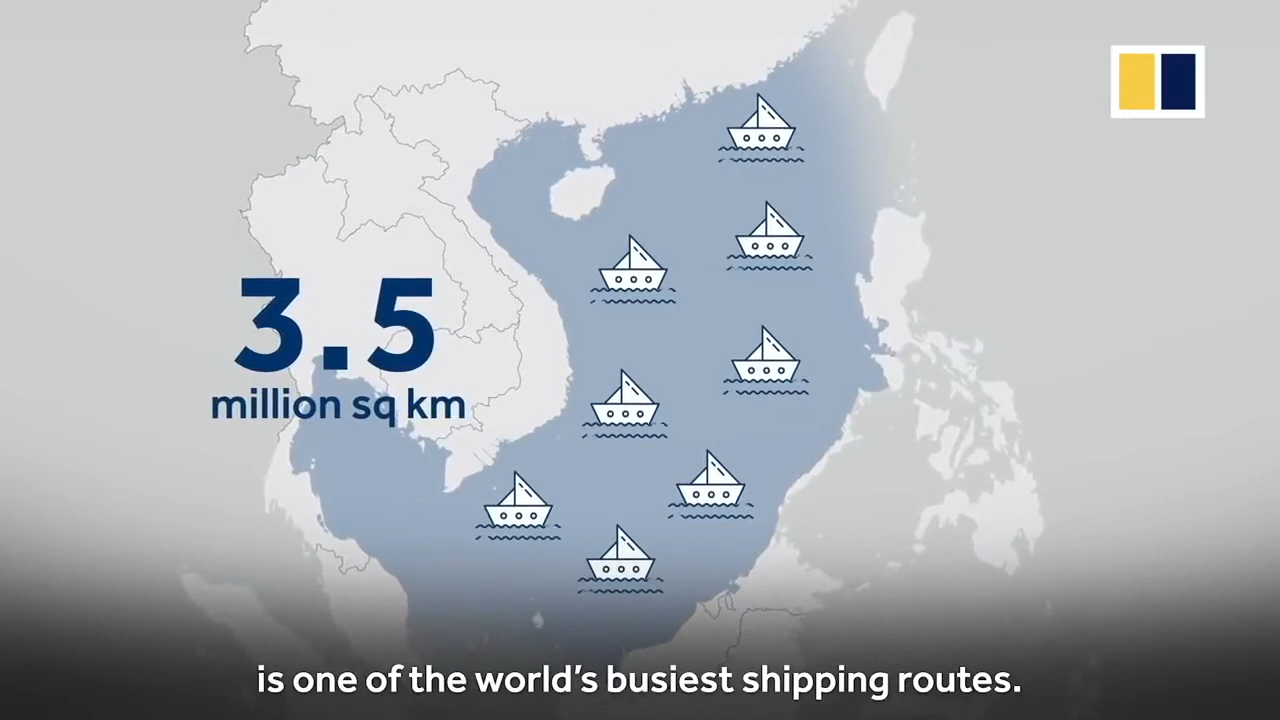 3.5
million sq km
is one of the world's busiest shipping routes.